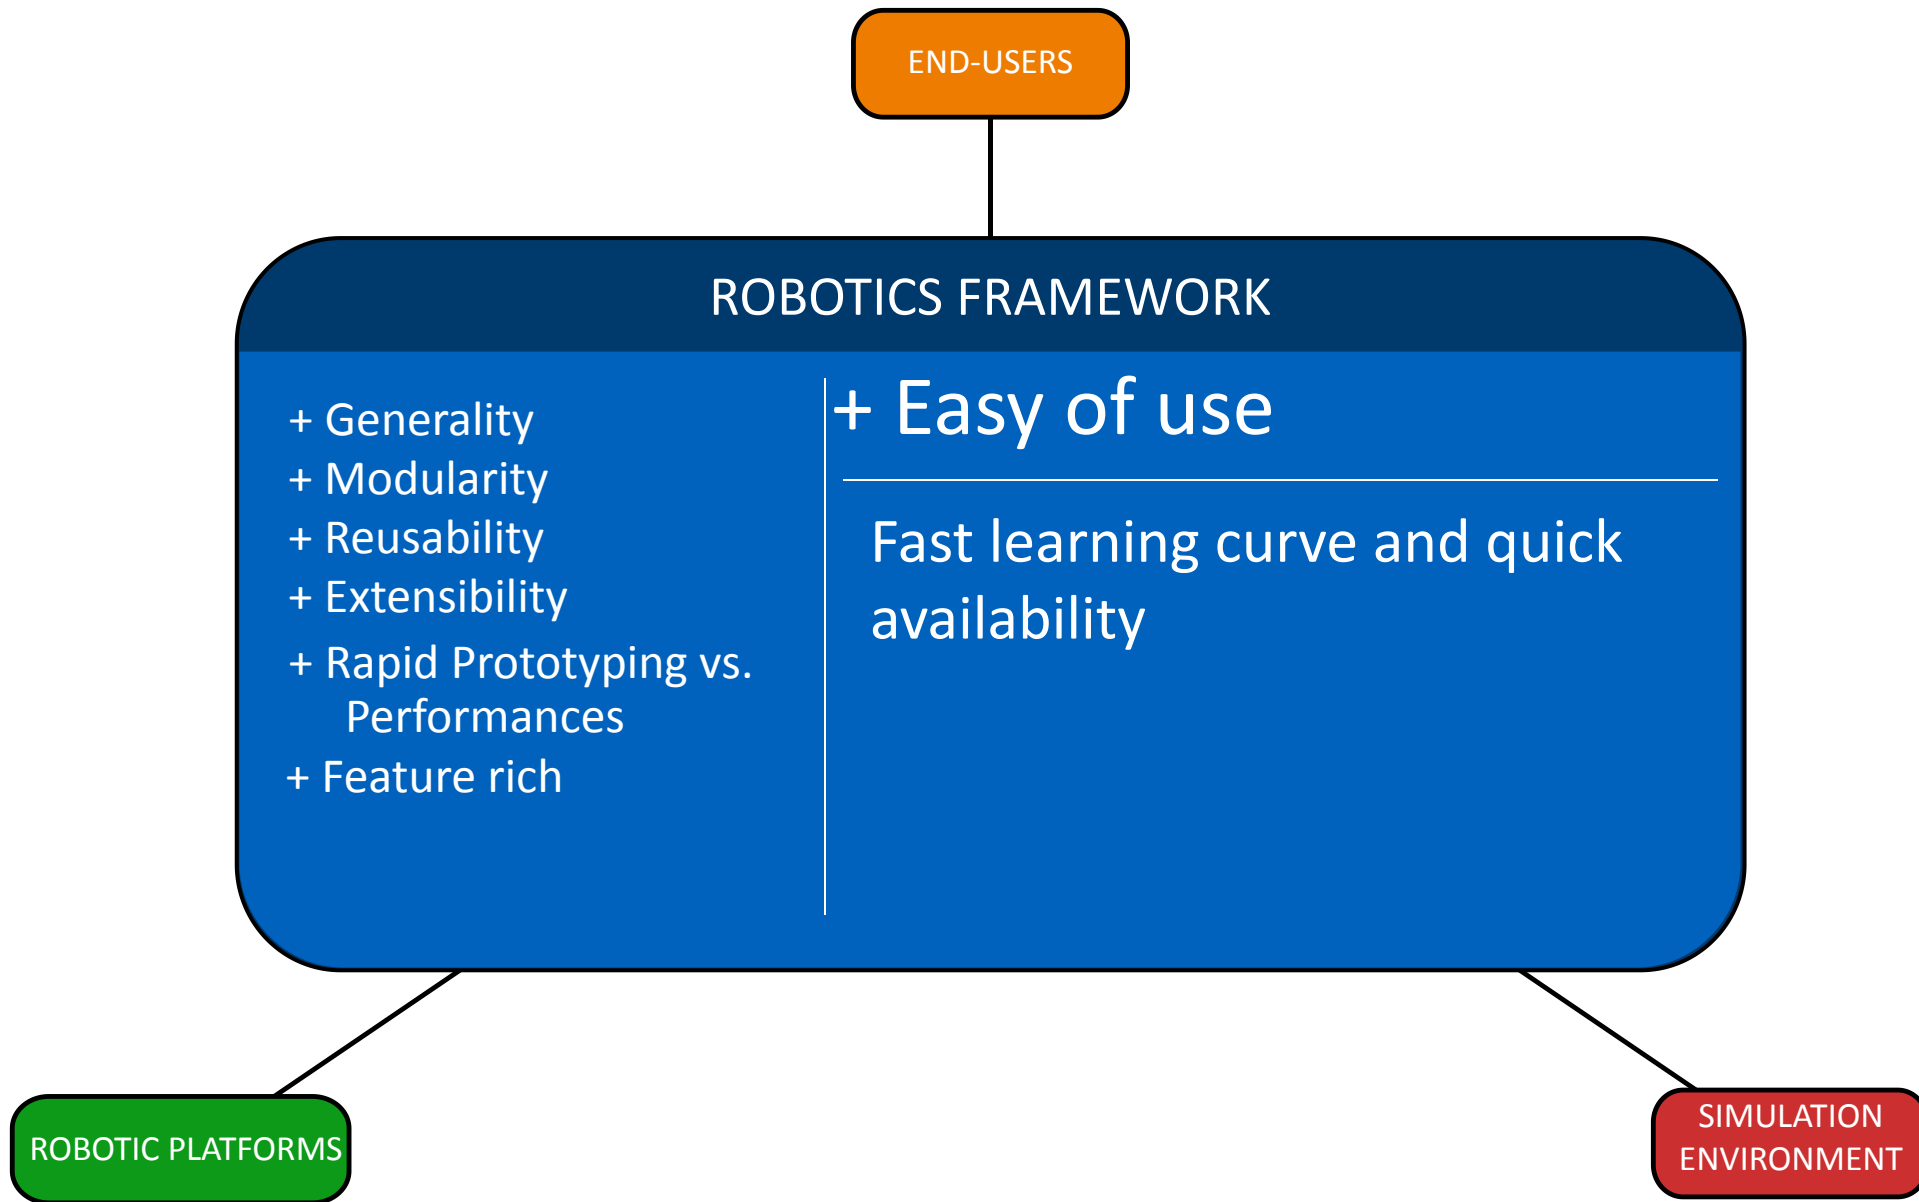 END-USERS
ROBOTICS FRAMEWORK
+ Generality
+ Modularity
+ Reusability
+ Extensibility
+ Rapid Prototyping vs.
Performances
+ Feature rich
+ Easy of use
Fast learning curve and quick
availability
ROBOTIC PLATFORMS
SIMULATION
ENVIRONMENT